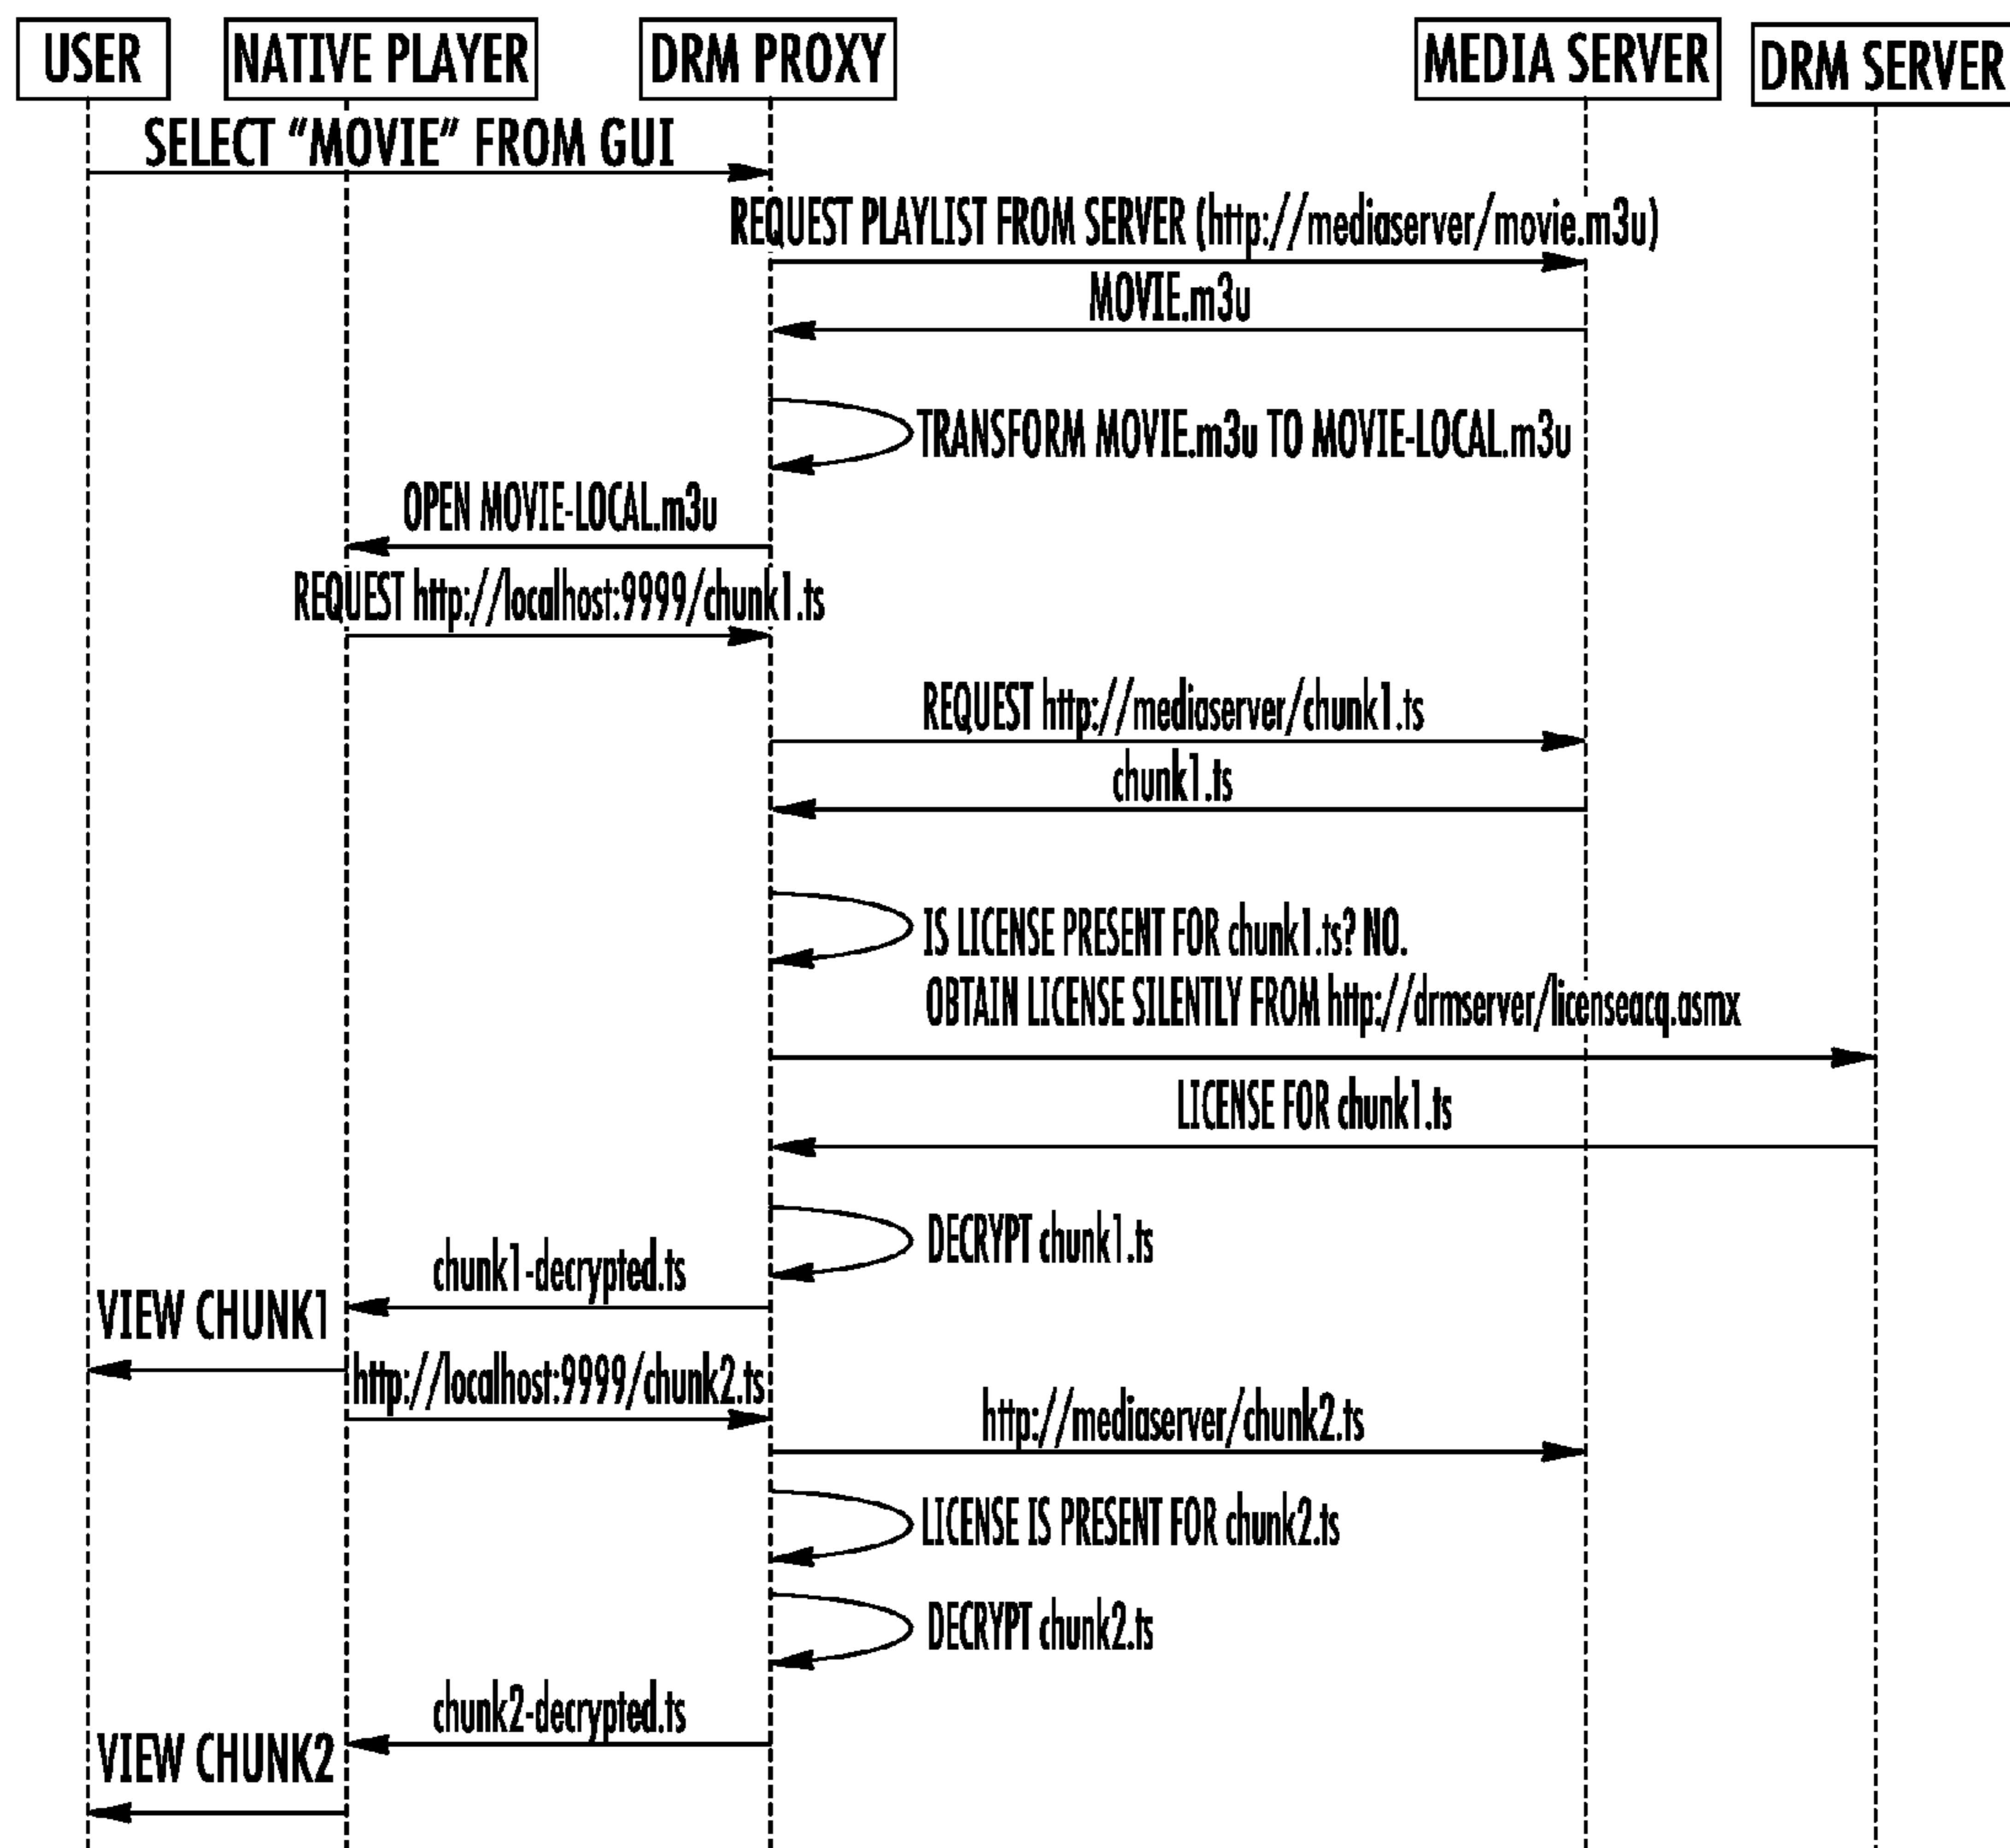 USER
NATIVE PLAYER
DRM PROXY
MEDIA SERVER
DRM SERVER
SELECT “MOVIE” FROM GUI
REQUEST PLAYLIST FROM SERVER (http://mediaserver/movie.m3u)
MOVIE.m3u
TRANSFORM MOVIE.m3u TO MOVIE-LOCAL.m3u
OPEN MOVIE-LOCAL.m3u
REQUEST http://localhost:9999/chunk1.ts
REQUEST http://mediaserver/chunk1.ts
chunk1.ts
IS LICENSE PRESENT FOR chunk1.ts? NO.
OBTAIN LICENSE SILENTLY FROM http://drmserver/licenseacq.asmx
LICENSE FOR chunk1.ts
DECRYPT chunk1.ts
chunk1-decrypted.ts
VIEW CHUNK1
http://localhost:9999/chunk2.ts
http://mediaserver/chunk2.ts
LICENSE IS PRESENT FOR chunk2.ts
DECRYPT chunk2.ts
chunk2-decrypted.ts
VIEW CHUNK2